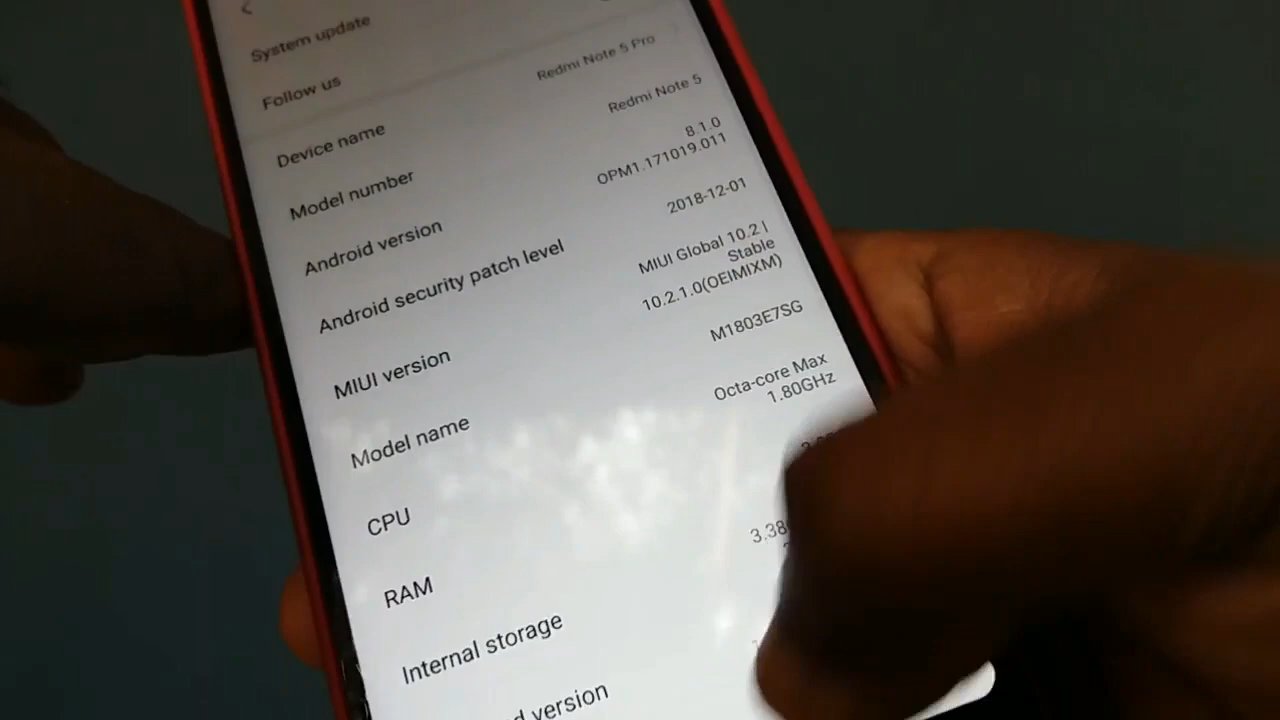 System update
Follow us
Device name Redmi Note 5 Pro
Model number Redmi Note 5
Android version 8.1.0
OPM1.171019.011
Android security patch level 2018-12-01
MIUI version MIUI Global 10.2 |
Stable
10.2.1.0(OEIMIXM)
Model name M1803E7SG
CPU Octa-core Max
1.80GHz
RAM
Internal storage
version